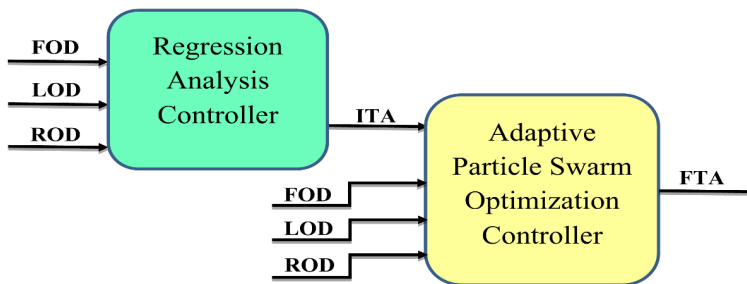 FOD
LOD
ROD
Regression
Analysis
Controller
ITA
FOD
LOD
ROD
Adaptive
Particle Swarm
Optimization
Controller
FTA